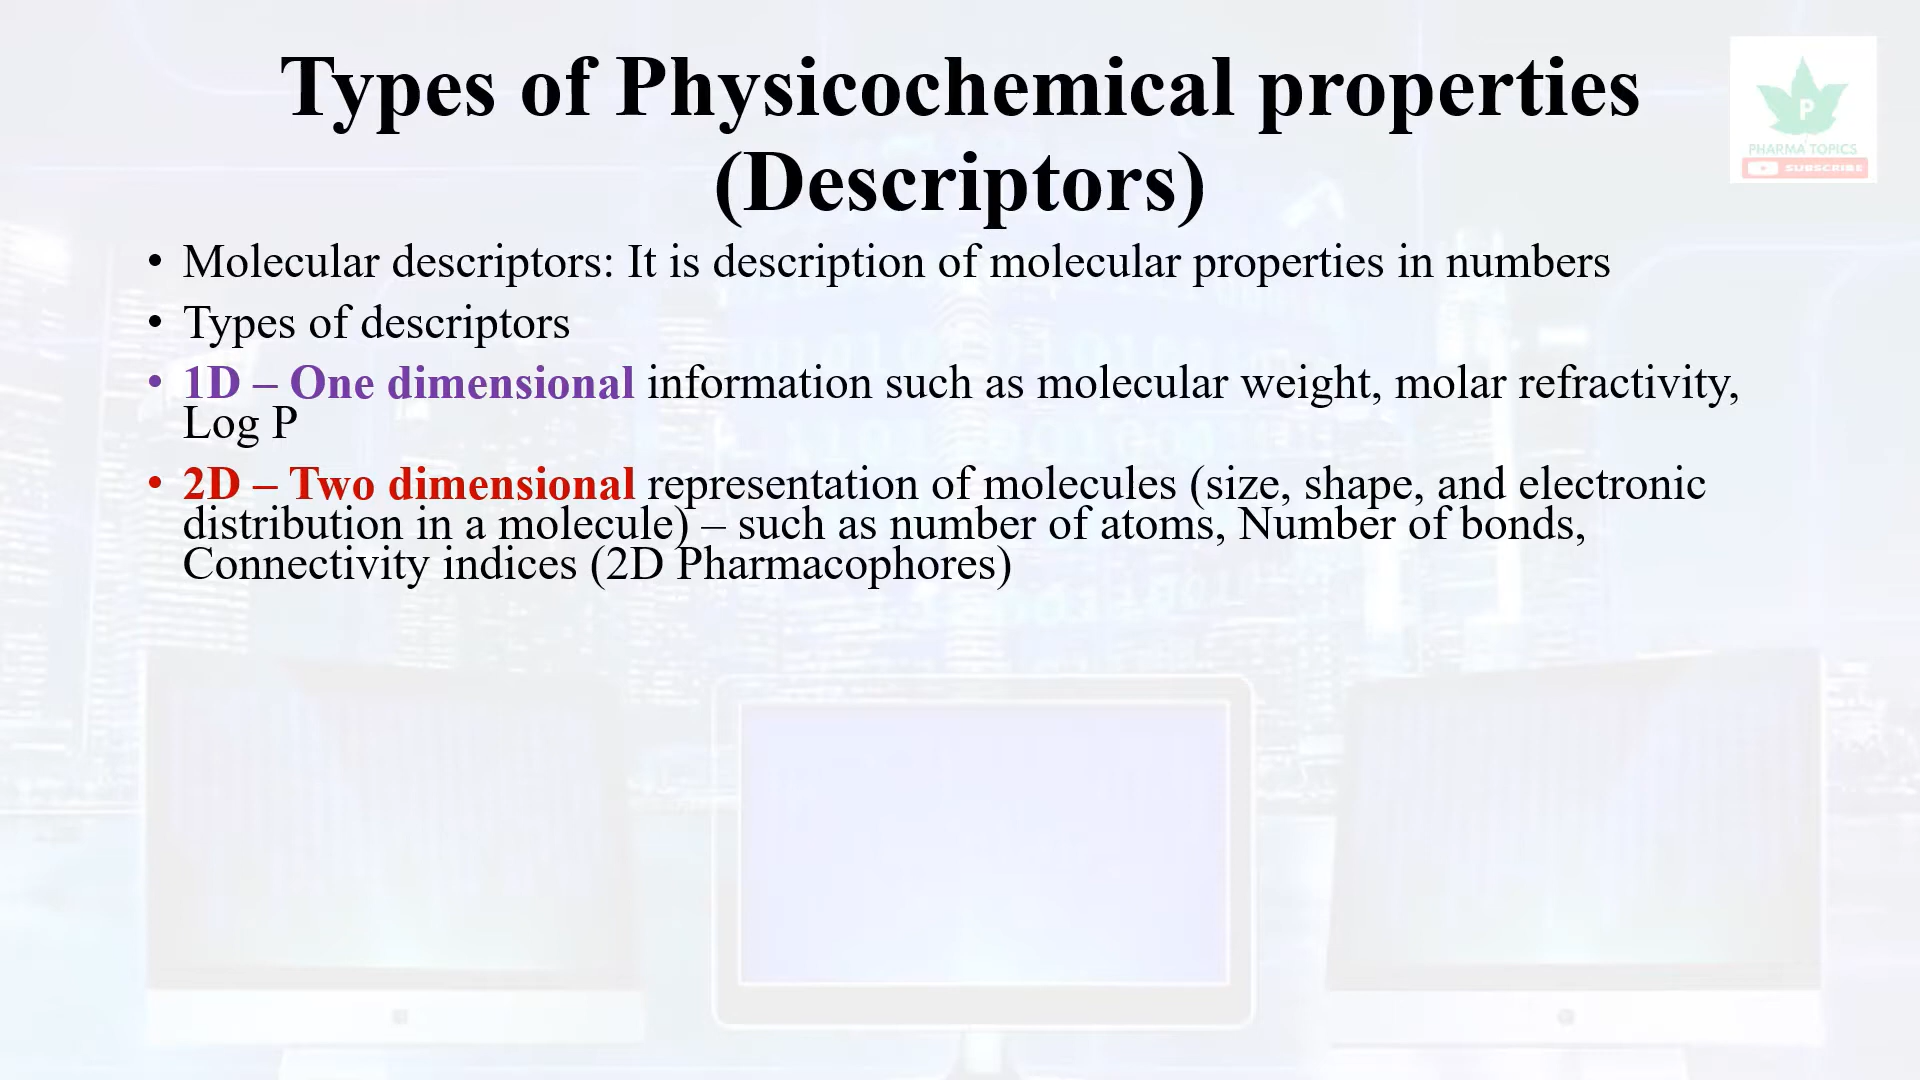 Types of Physicochemical properties
(Descriptors)
P
PHARMA TOPICS
SUBSCRIBE
• Molecular descriptors: It is description of molecular properties in numbers
• Types of descriptors
• 1D – One dimensional information such as molecular weight, molar refractivity,
Log P
• 2D – Two dimensional representation of molecules (size, shape, and electronic
distribution in a molecule) – such as number of atoms, Number of bonds,
Connectivity indices (2D Pharmacophores)